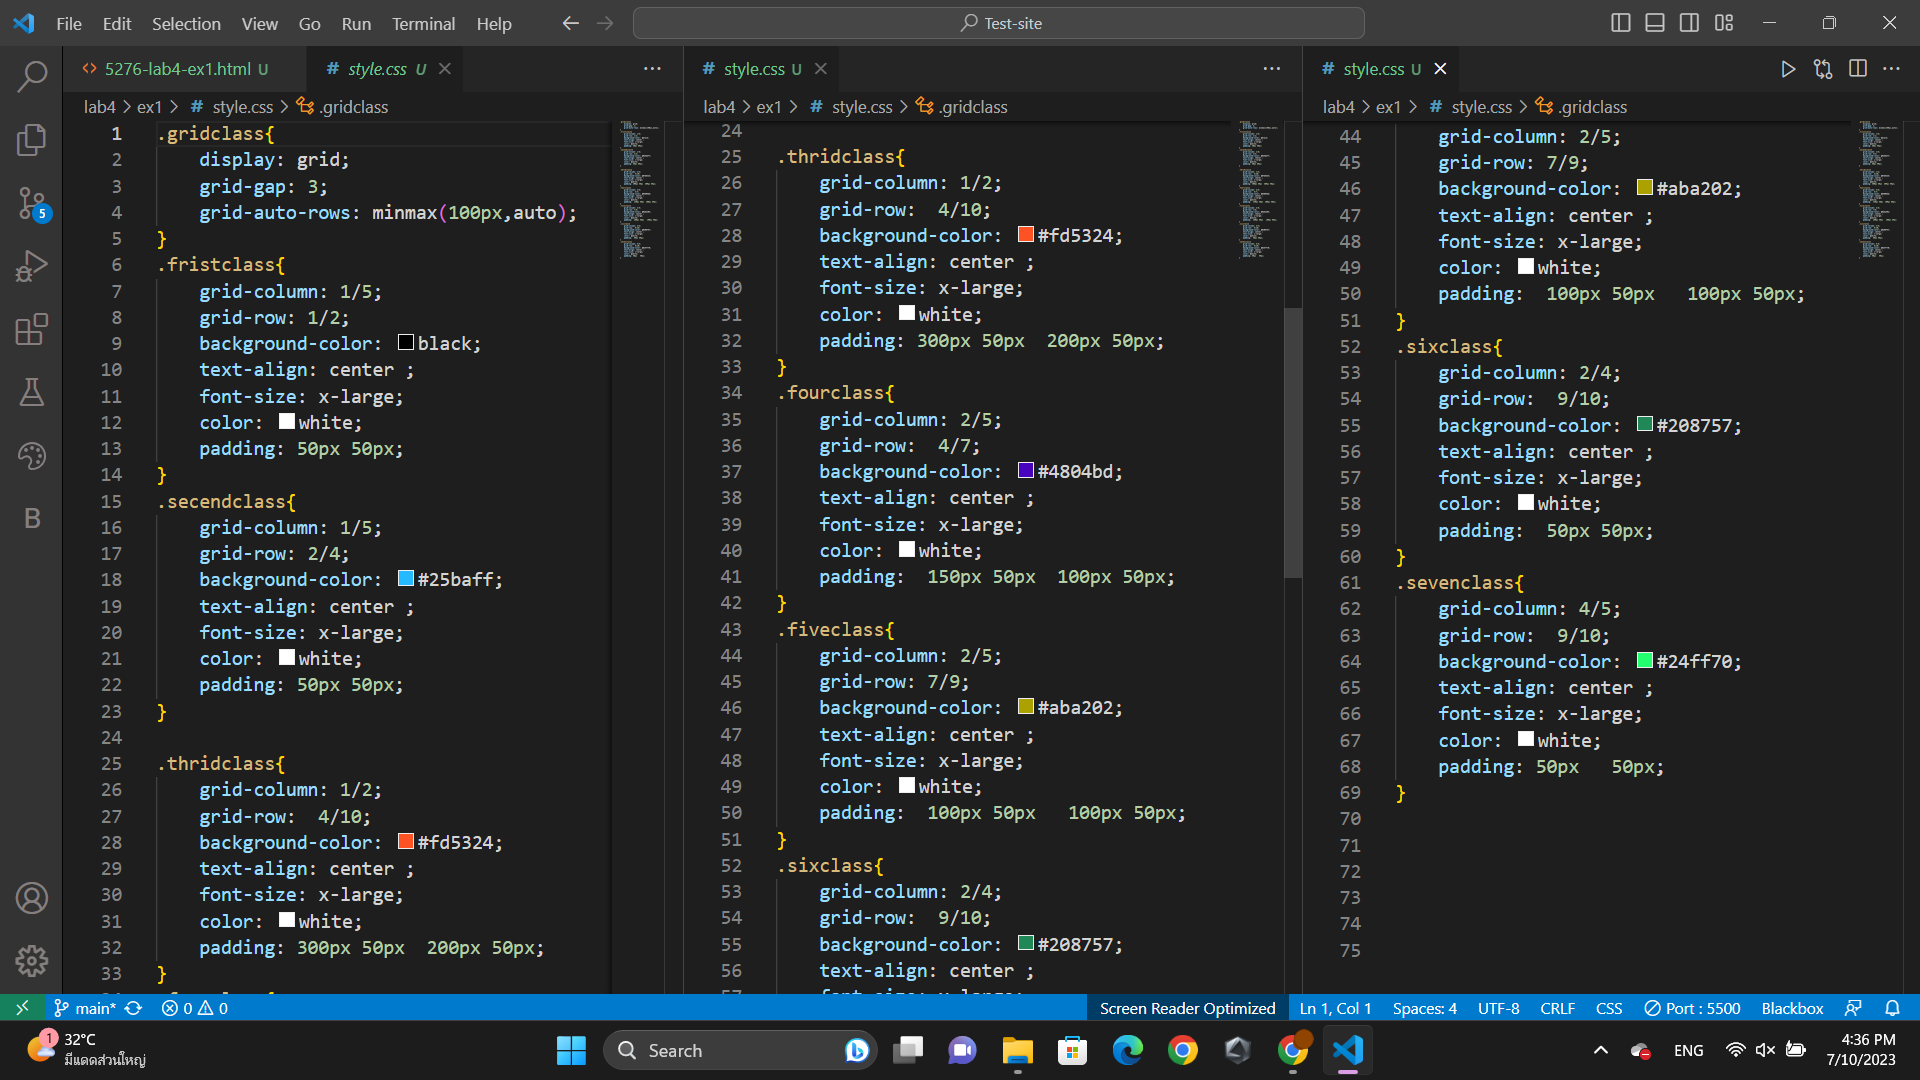 File Edit Selection View Go Run Terminal Help
Test-site
5276-lab4-ex1.html U
style.css U
lab4 > ex1 > # style.css > .gridclass
1 .gridclass{
2 display: grid;
3 grid-gap: 3;
4 grid-auto-rows: minmax(100px,auto);
5 }
6 .fristclass{
7 grid-column: 1/5;
8 grid-row: 1/2;
9 background-color: black;
10 text-align: center ;
11 font-size: x-large;
12 color: white;
13 padding: 50px 50px;
14 }
15 .secendclass{
16 grid-column: 1/5;
17 grid-row: 2/4;
18 background-color: #25baff;
19 text-align: center ;
20 font-size: x-large;
21 color: white;
22 padding: 50px 50px;
23 }
24
25 .thridclass{
26 grid-column: 1/2;
27 grid-row:  4/10;
28 background-color: #fd5324;
29 text-align: center ;
30 font-size: x-large;
31 color: white;
32 padding: 300px 50px  200px 50px;
33 }
# style.css U
lab4 > ex1 > # style.css > .gridclass
24
25 .thridclass{
26 grid-column: 1/2;
27 grid-row:  4/10;
28 background-color: #fd5324;
29 text-align: center ;
30 font-size: x-large;
31 color: white;
32 padding: 300px 50px  200px 50px;
33 }
34 .fourclass{
35 grid-column: 2/5;
36 grid-row:  4/7;
37 background-color: #4804bd;
38 text-align: center ;
39 font-size: x-large;
40 color: white;
41 padding:  150px 50px  100px 50px;
42 }
43 .fiveclass{
44 grid-column: 2/5;
45 grid-row: 7/9;
46 background-color: #aba202;
47 text-align: center ;
48 font-size: x-large;
49 color: white;
50 padding:  100px 50px   100px 50px;
51 }
52 .sixclass{
53 grid-column: 2/4;
54 grid-row:  9/10;
55 background-color: #208757;
56 text-align: center ;
# style.css U
lab4 > ex1 > # style.css > .gridclass
44 grid-column: 2/5;
45 grid-row: 7/9;
46 background-color: #aba202;
47 text-align: center ;
48 font-size: x-large;
49 color: white;
50 padding:  100px 50px   100px 50px;
51 }
52 .sixclass{
53 grid-column: 2/4;
54 grid-row:  9/10;
55 background-color: #208757;
56 text-align: center ;
57 font-size: x-large;
58 color: white;
59 padding:  50px 50px;
60 }
61 .sevenclass{
62 grid-column: 4/5;
63 grid-row:  9/10;
64 background-color: #24ff70;
65 text-align: center ;
66 font-size: x-large;
67 color: white;
68 padding: 50px   50px;
69 }
70
71
72
73
74
75
5
B
main* 0 0
Screen Reader Optimized Ln 1, Col 1 Spaces: 4 UTF-8 CRLF CSS Port : 5500 Blackbox
1
32°C
มีแดดส่วนใหญ่
Search
ENG
4:36 PM
7/10/2023